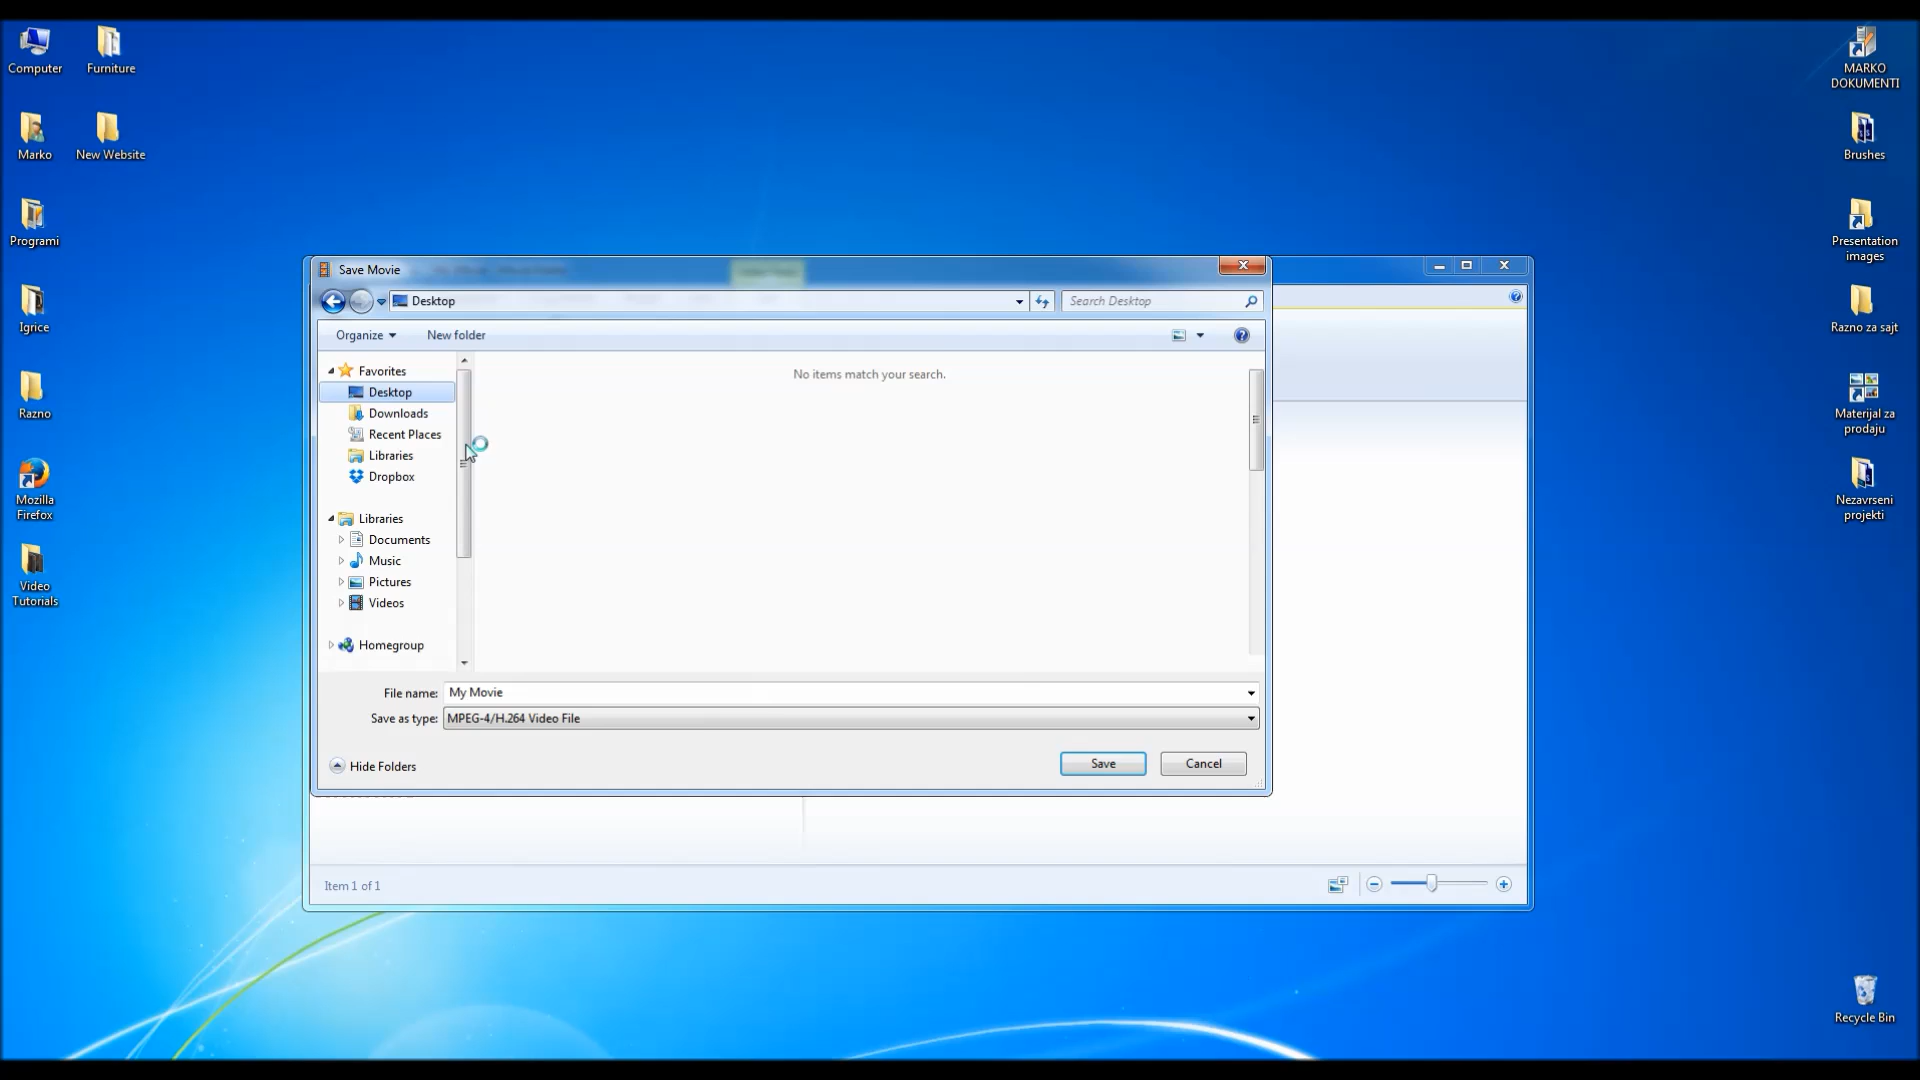 Computer
Furniture
Marko
New Website
Programi
Igrice
Razno
Mozilla
Firefox
Video
Tutorials
Save Movie
Desktop
Search Desktop
Organize
New folder
Favorites
Desktop
Downloads
Recent Places
Libraries
Dropbox
Libraries
Documents
Music
Pictures
Videos
Homegroup
No items match your search.
File name: My Movie
Save as type: MPEG-4/H.264 Video File
Hide Folders
Save
Cancel
Item 1 of 1
MARKO
DOKUMENTI
Brushes
Presentation
images
Razno za sajt
Materijal za
prodaju
Nezavrseni
projekti
Recycle Bin